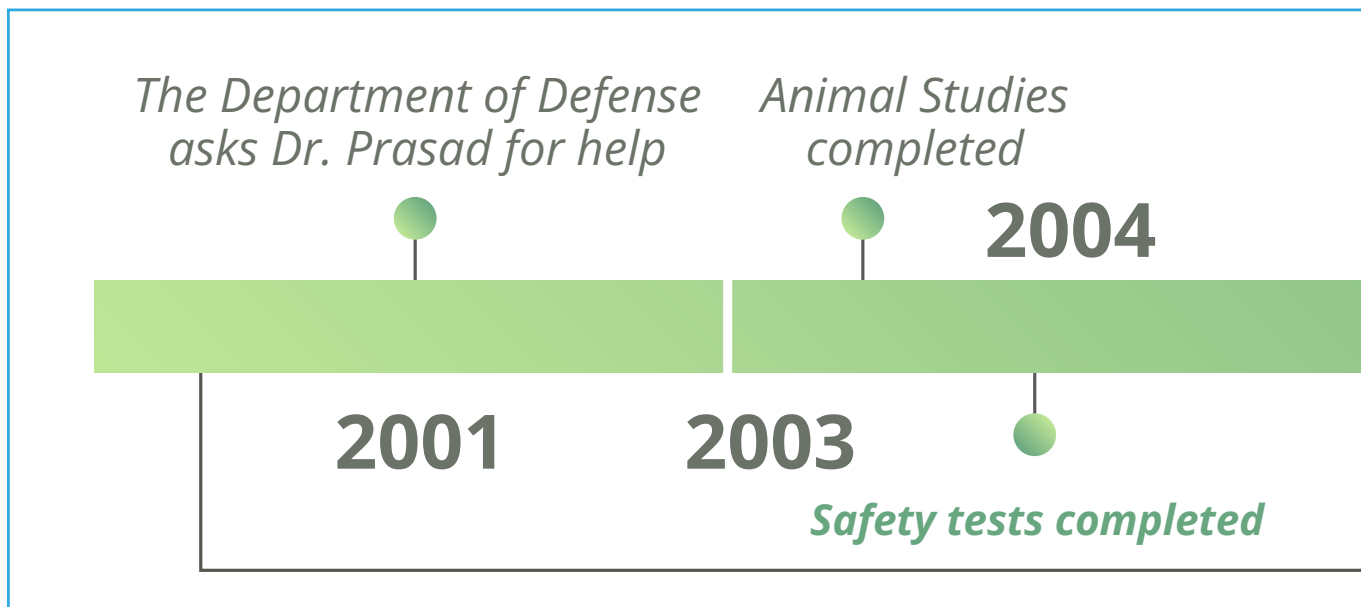 The Department of Defense
asks Dr. Prasad for help
Animal Studies
completed
2004
2001
2003
Safety tests completed